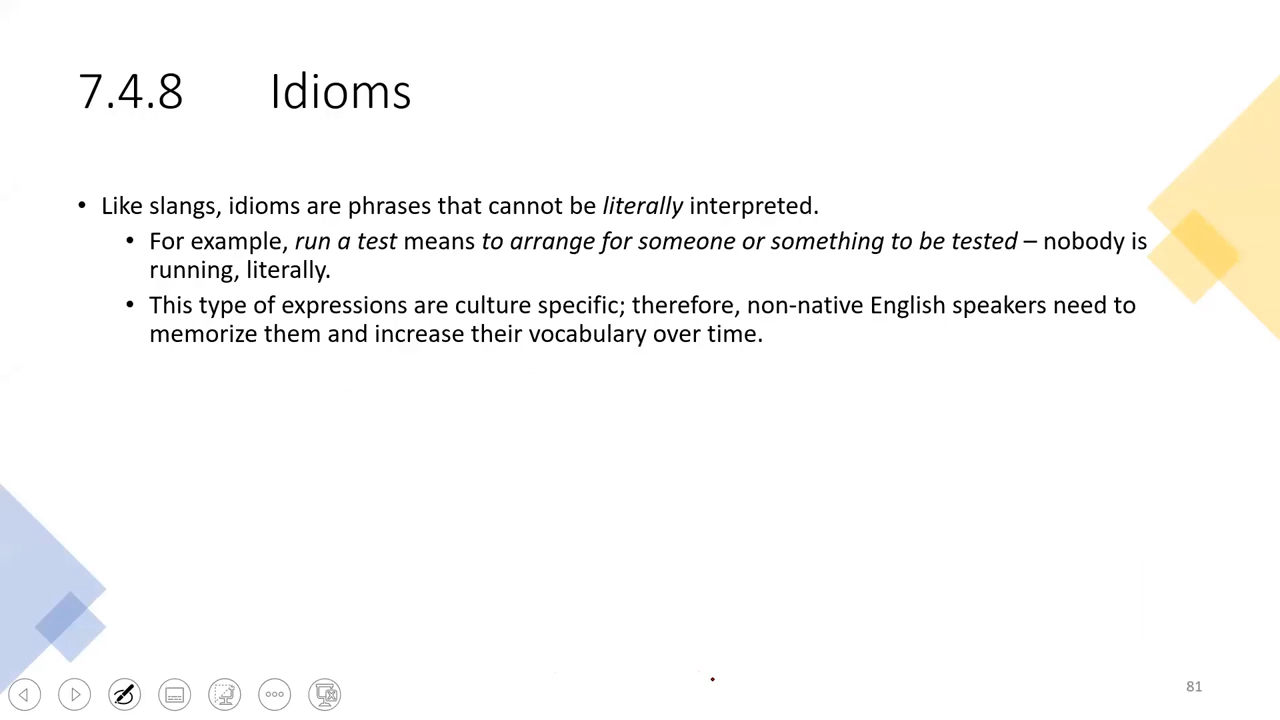 7.4.8 Idioms
• Like slangs, idioms are phrases that cannot be literally interpreted.
• For example, run a test means to arrange for someone or something to be tested – nobody is
running, literally.
• This type of expressions are culture specific; therefore, non-native English speakers need to
memorize them and increase their vocabulary over time.
81